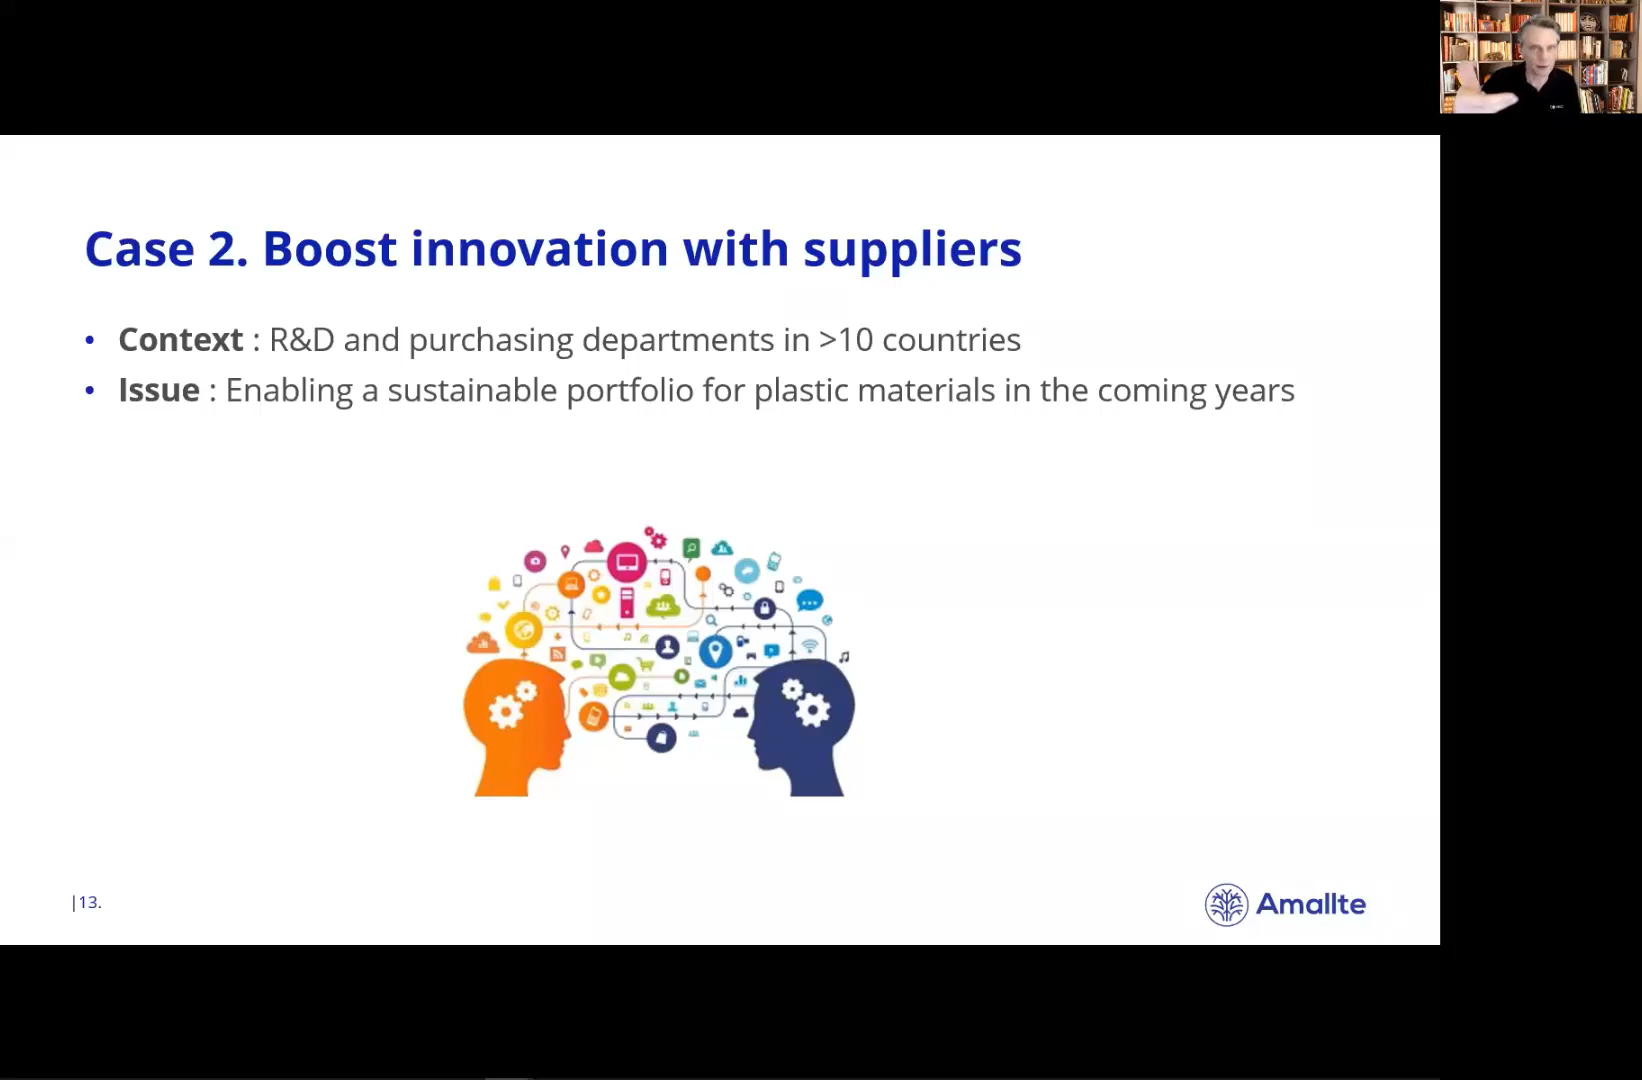 Case 2. Boost innovation with suppliers
• Context : R&D and purchasing departments in >10 countries
• Issue : Enabling a sustainable portfolio for plastic materials in the coming years
|13.
Amallte